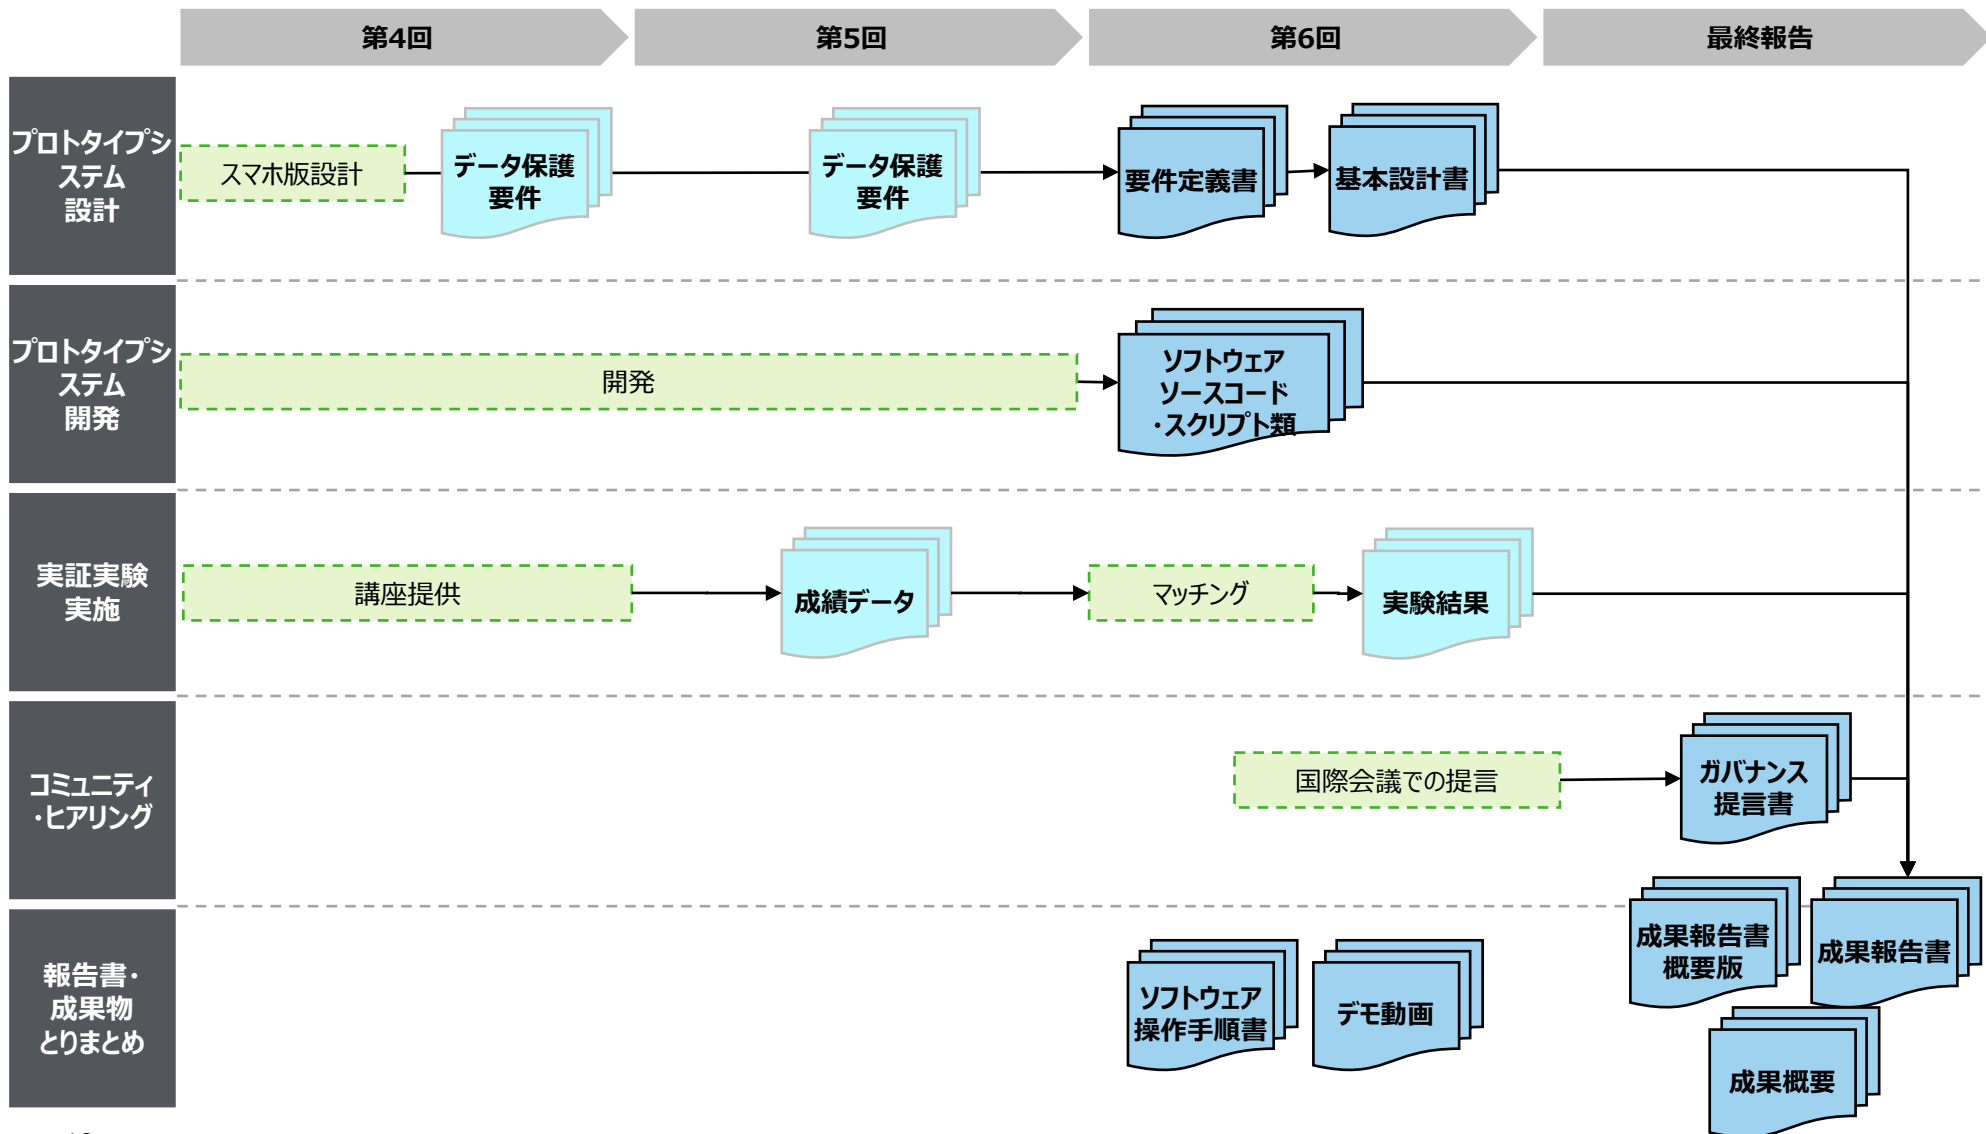 第4回
第5回
第6回
最終報告
プロトタイプシ
ステム
設計
スマホ版設計
データ保護
要件
データ保護
要件
要件定義書
基本設計書
プロトタイプシ
ステム
開発
開発
ソフトウェア
ソースコード
・スクリプト類
実証実験
実施
講座提供
成績データ
マッチング
実験結果
コミュニティ
・ヒアリング
国際会議での提言
ガバナンス
提言書
報告書・
成果物
とりまとめ
ソフトウェア
操作手順書
デモ動画
成果報告書
概要版
成果報告書
成果概要